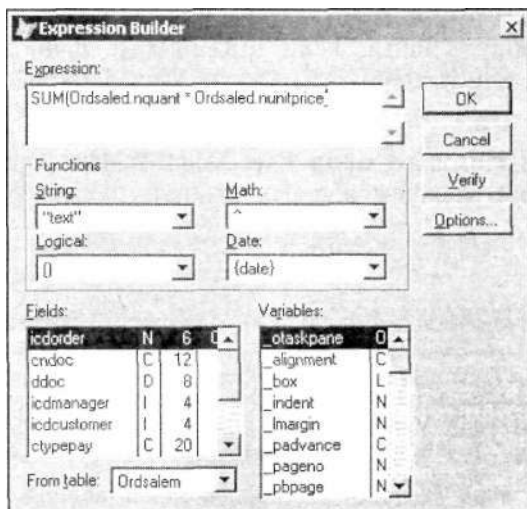 Expression Builder
Expression:
SUM(Ordsaled.nquant * Ordsaled.nunitprice
OK
Cancel
Verify
Options...
Functions
String:
Math:
"text"
^
Logical:
Date:
()
{date}
Fields:
Variables:
icdorder N 6
cndoc C 12
ddoc D 8
icdmanager I 4
icdcustomer I 4
ctypepay C 20
_otaskpane O
_alignment C
_box L
_indent N
_lmargin N
_padvance C
_pageno N
_pbpage N
From table:
Ordsalem